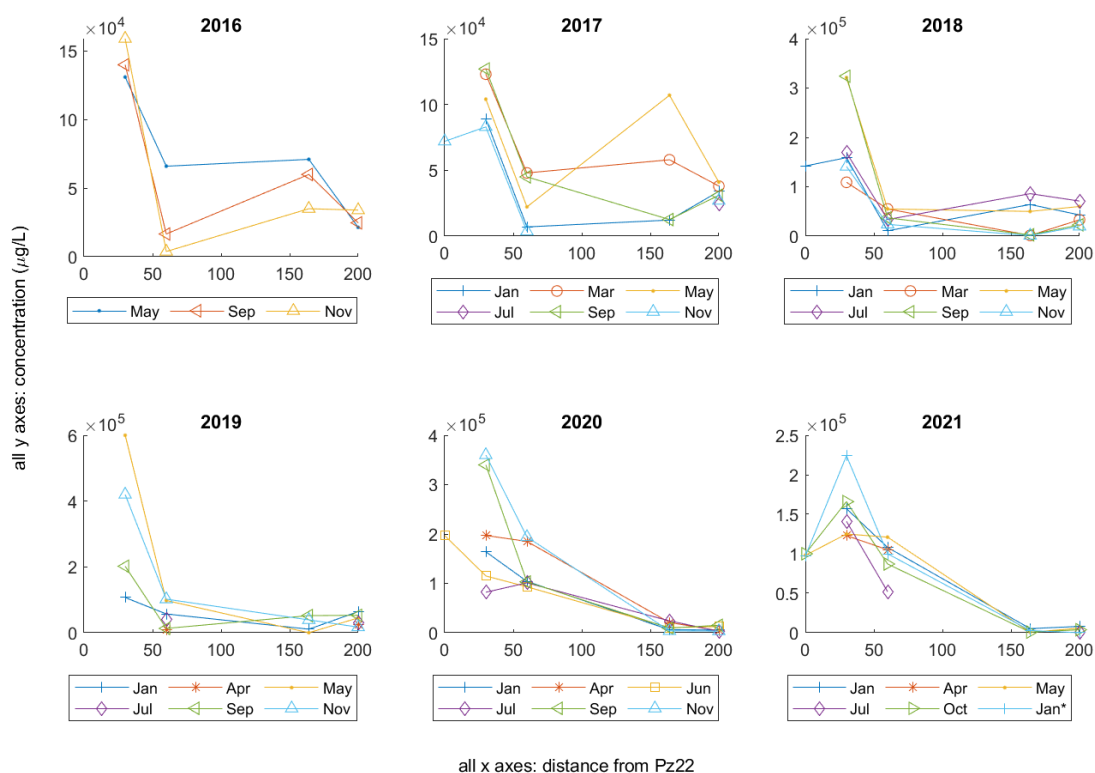 ×10⁴ 2016
15
10
5
0
0 50 100 150 200
May Sep Nov
×10⁴ 2017
15
10
5
0
0 50 100 150 200
Jan Mar May
Jul Sep Nov
×10⁵ 2018
4
3
2
1
0
0 50 100 150 200
Jan Mar May
Jul Sep Nov
all y axes: concentration (μg/L)
×10⁵ 2019
6
4
2
0
0 50 100 150 200
Jan Apr May
Jul Sep Nov
×10⁵ 2020
4
3
2
1
0
0 50 100 150 200
Jan Apr Jun
Jul Sep Nov
×10⁵ 2021
2.5
2
1.5
1
0.5
0
0 50 100 150 200
Jan Apr May
Jul Oct Jan*
all x axes: distance from Pz22